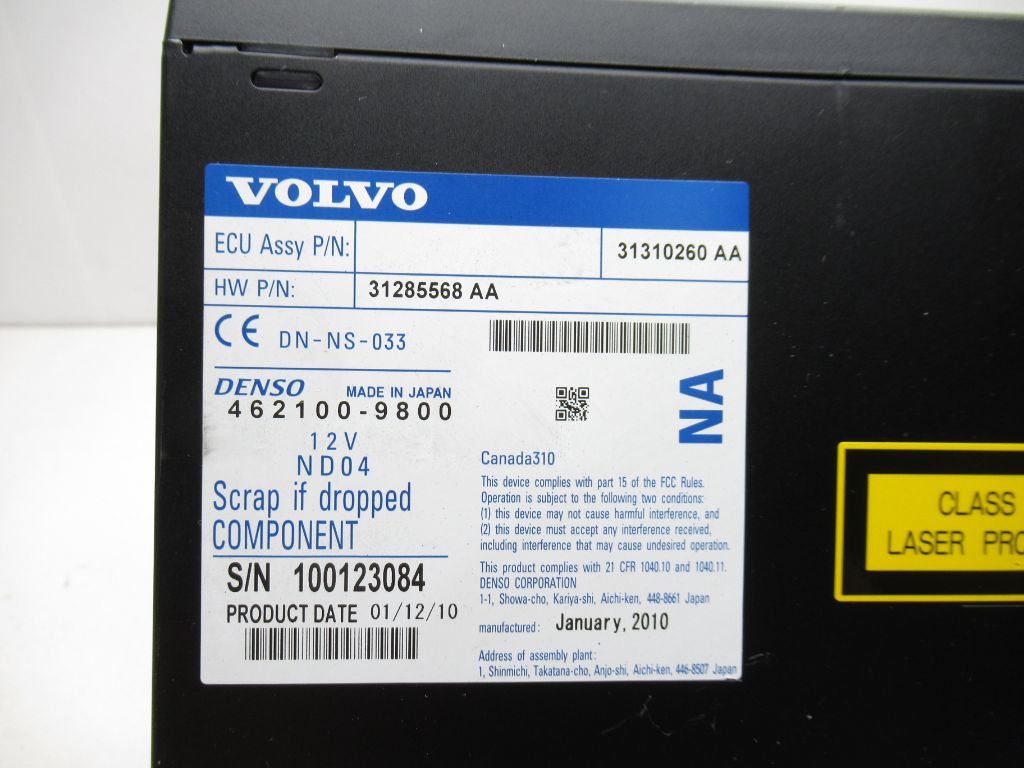 VOLVO
ECU Assy P/N: 31310260 AA
HW P/N: 31285568 AA
CE DN-NS-033
DENSO MADE IN JAPAN
462100-9800
12V
ND04
Scrap if dropped
COMPONENT
S/N 100123084
PRODUCT DATE 01/12/10
NA
Canada310
This device complies with part 15 of the FCC Rules.
Operation is subject to the following two conditions:
(1) this device may not cause harmful interference, and
(2) this device must accept any interference received,
including interference that may cause undesired operation.
This product complies with 21 CFR 1040.10 and 1040.11.
DENSO CORPORATION
1-1, Showa-cho, Kariya-shi, Aichi-ken, 448-8661 Japan
manufactured: January, 2010
Address of assembly plant:
1, Shinmichi, Takatana-cho, Anjo-shi, Aichi-ken, 446-8507 Japan
CLASS
LASER PRO